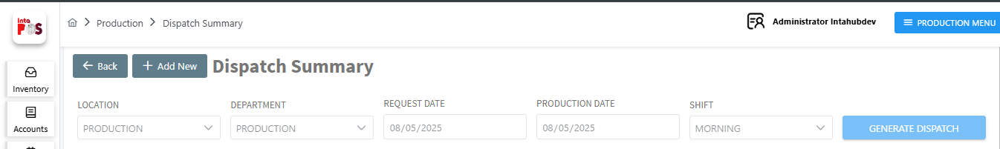 inta
POS
Production
Dispatch Summary
Administrator Intahubdev
PRODUCTION MENU
Inventory
Accounts
Back
Add New
Dispatch Summary
LOCATION
DEPARTMENT
REQUEST DATE
PRODUCTION DATE
SHIFT
PRODUCTION
PRODUCTION
08/05/2025
08/05/2025
MORNING
GENERATE DISPATCH